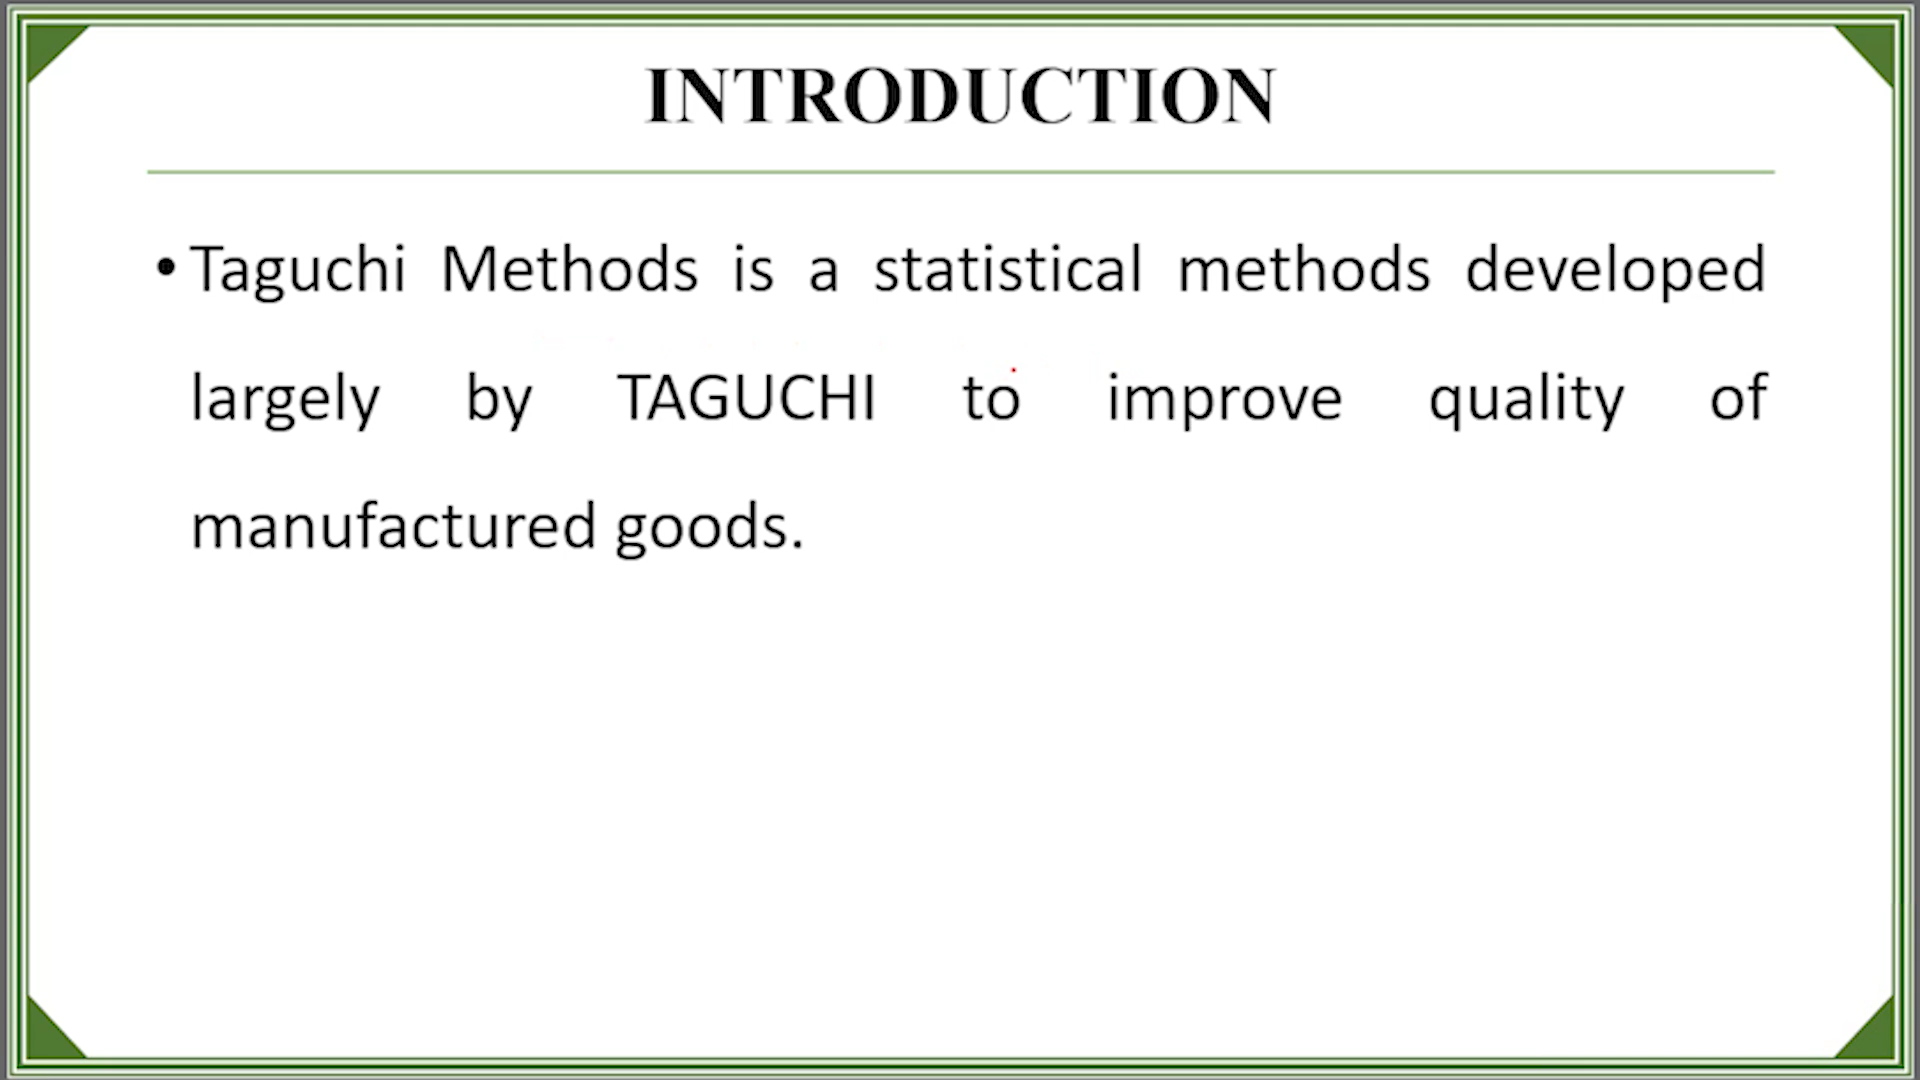 INTRODUCTION
• Taguchi Methods is a statistical methods developed
largely by TAGUCHI to improve quality of
manufactured goods.